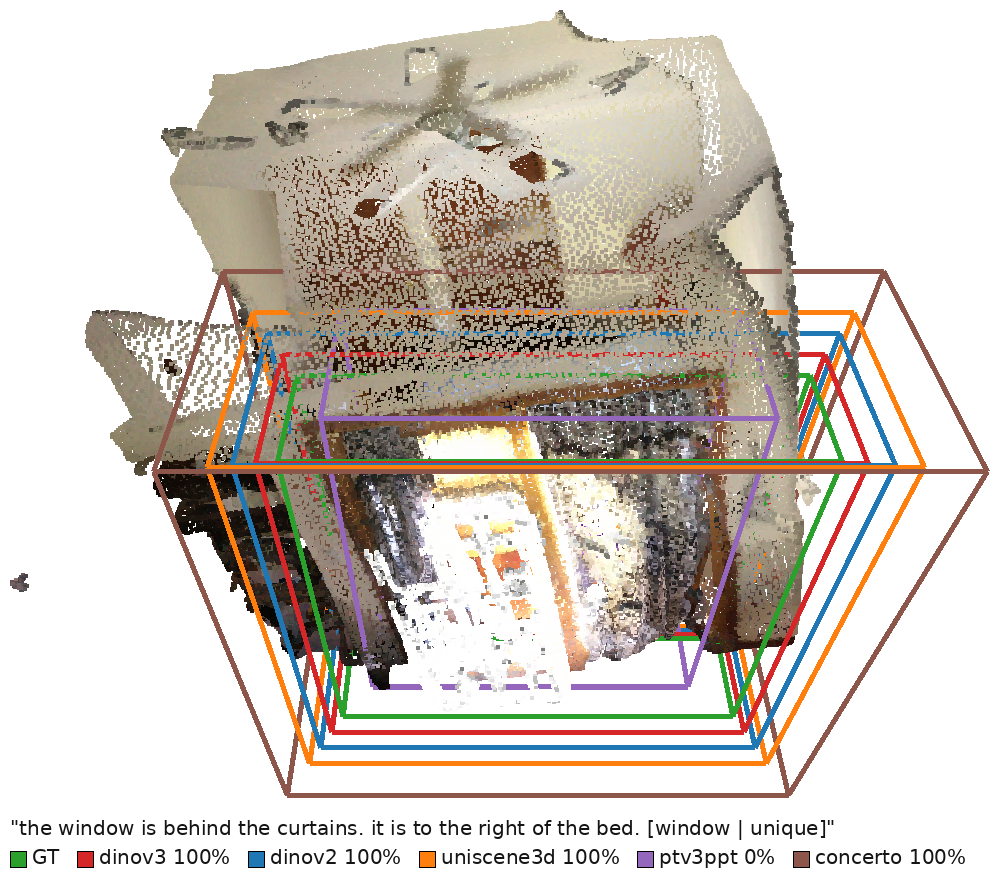 "the window is behind the curtains. it is to the right of the bed. [window | unique]"
GT dinov3 100% dinov2 100% uniscene3d 100% ptv3ppt 0% concerto 100%